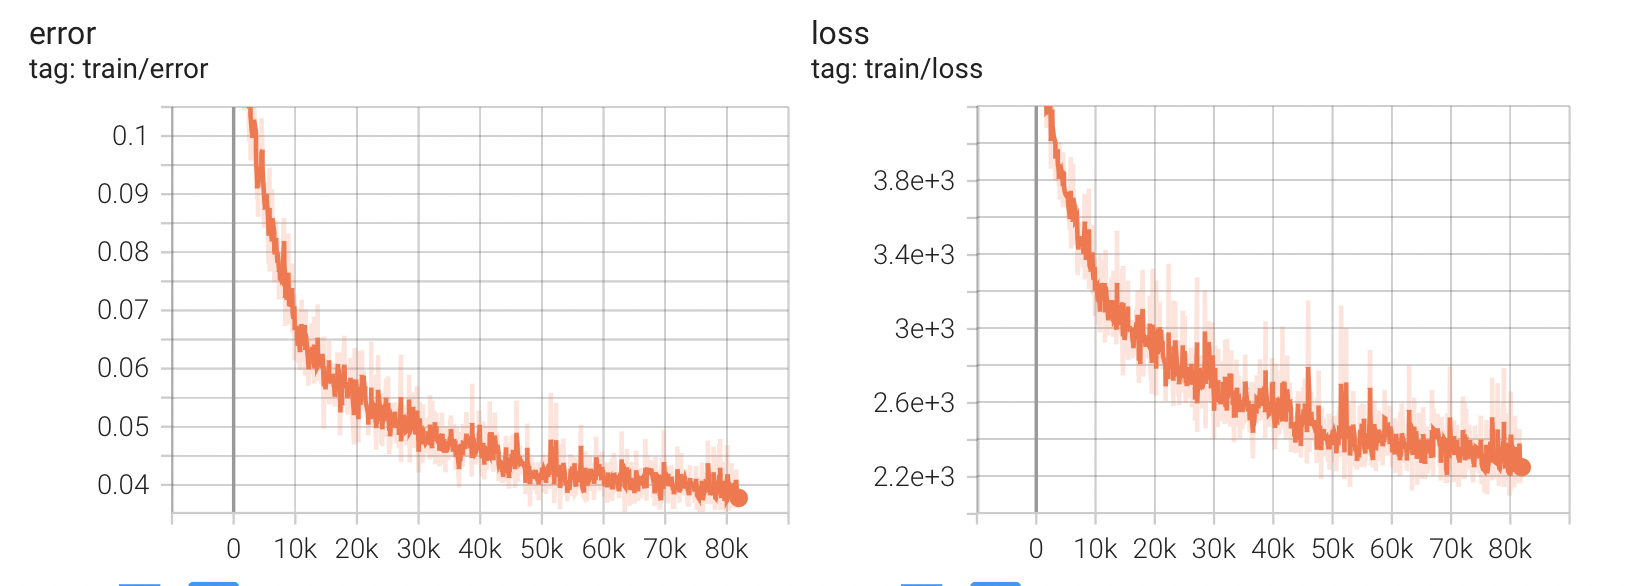 error
tag: train/error
0.1
0.09
0.08
0.07
0.06
0.05
0.04
0 10k 20k 30k 40k 50k 60k 70k 80k
loss
tag: train/loss
3.8e+3
3.4e+3
3e+3
2.6e+3
2.2e+3
0 10k 20k 30k 40k 50k 60k 70k 80k